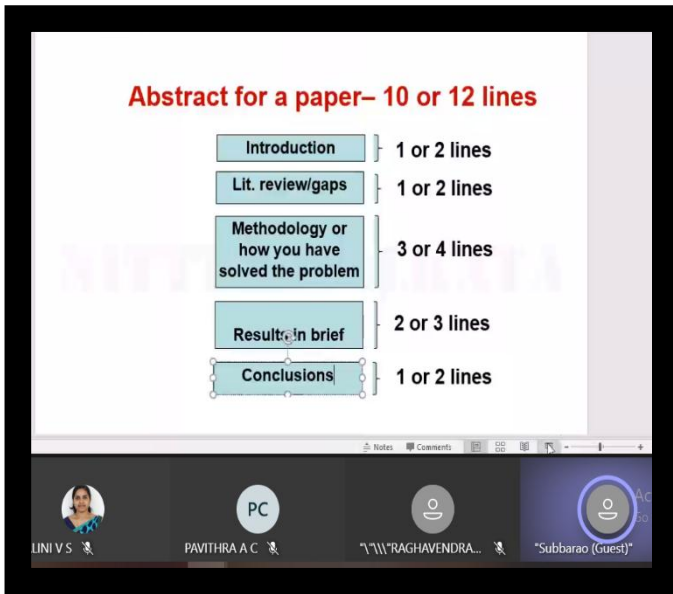 Abstract for a paper– 10 or 12 lines
Introduction
1 or 2 lines
Lit. review/gaps
1 or 2 lines
Methodology or
how you have
solved the problem
3 or 4 lines
Results in brief
2 or 3 lines
Conclusions
1 or 2 lines
Notes Comments
LINI V S
PC
PAVITHRA A C
"\"\\\"RAGHAVENDRA...
"Subbarao (Guest)"
Ac
So